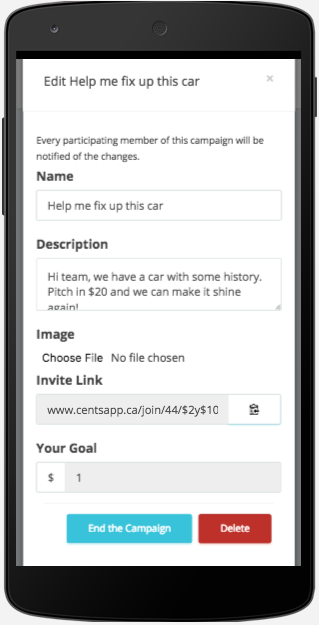 Edit Help me fix up this car
×
Every participating member of this campaign will be
notified of the changes.
Name
Help me fix up this car
Description
Hi team, we have a car with some history.
Pitch in $20 and we can make it shine
again!
Image
Choose File No file chosen
Invite Link
www.centsapp.ca/join/44/$2y$10
Your Goal
$ 1
End the Campaign Delete